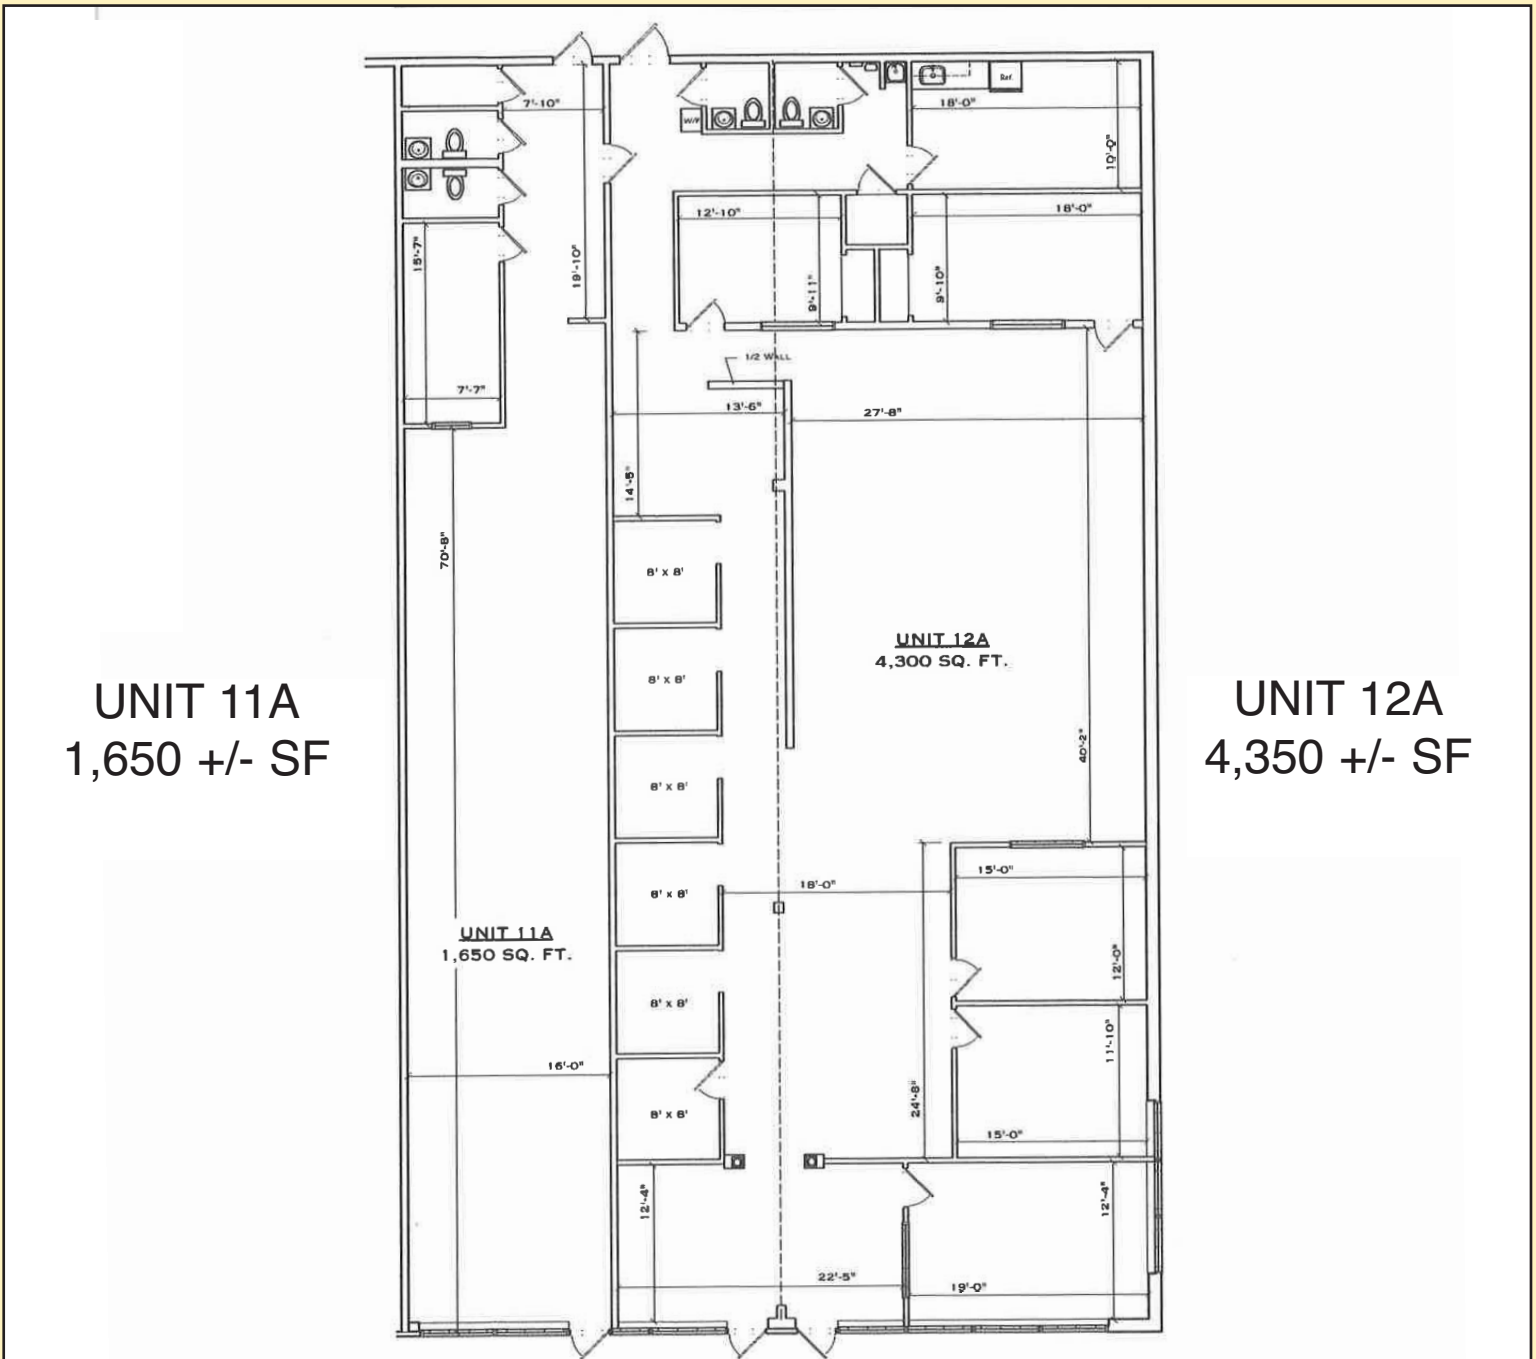 7'-10"
W/F
Ref.
18'-0"
10'-0"
12'-10"
18'-0"
15'-7"
19'-10"
9'-11"
9'-10"
1/2 WALL
7'-7"
13'-6"
27'-8"
14'-5"
70'-8"
8' x 8'
UNIT 12A
4,300 SQ. FT.
8' x 8'
UNIT 11A
1,650 +/- SF
UNIT 12A
4,350 +/- SF
40'-2"
8' x 8'
15'-0"
18'-0"
8' x 8'
UNIT 11A
1,650 SQ. FT.
12'-0"
8' x 8'
11'-10"
16'-0"
24'-8"
8' x 8'
15'-0"
12'-4"
12'-4"
22'-5"
19'-0"